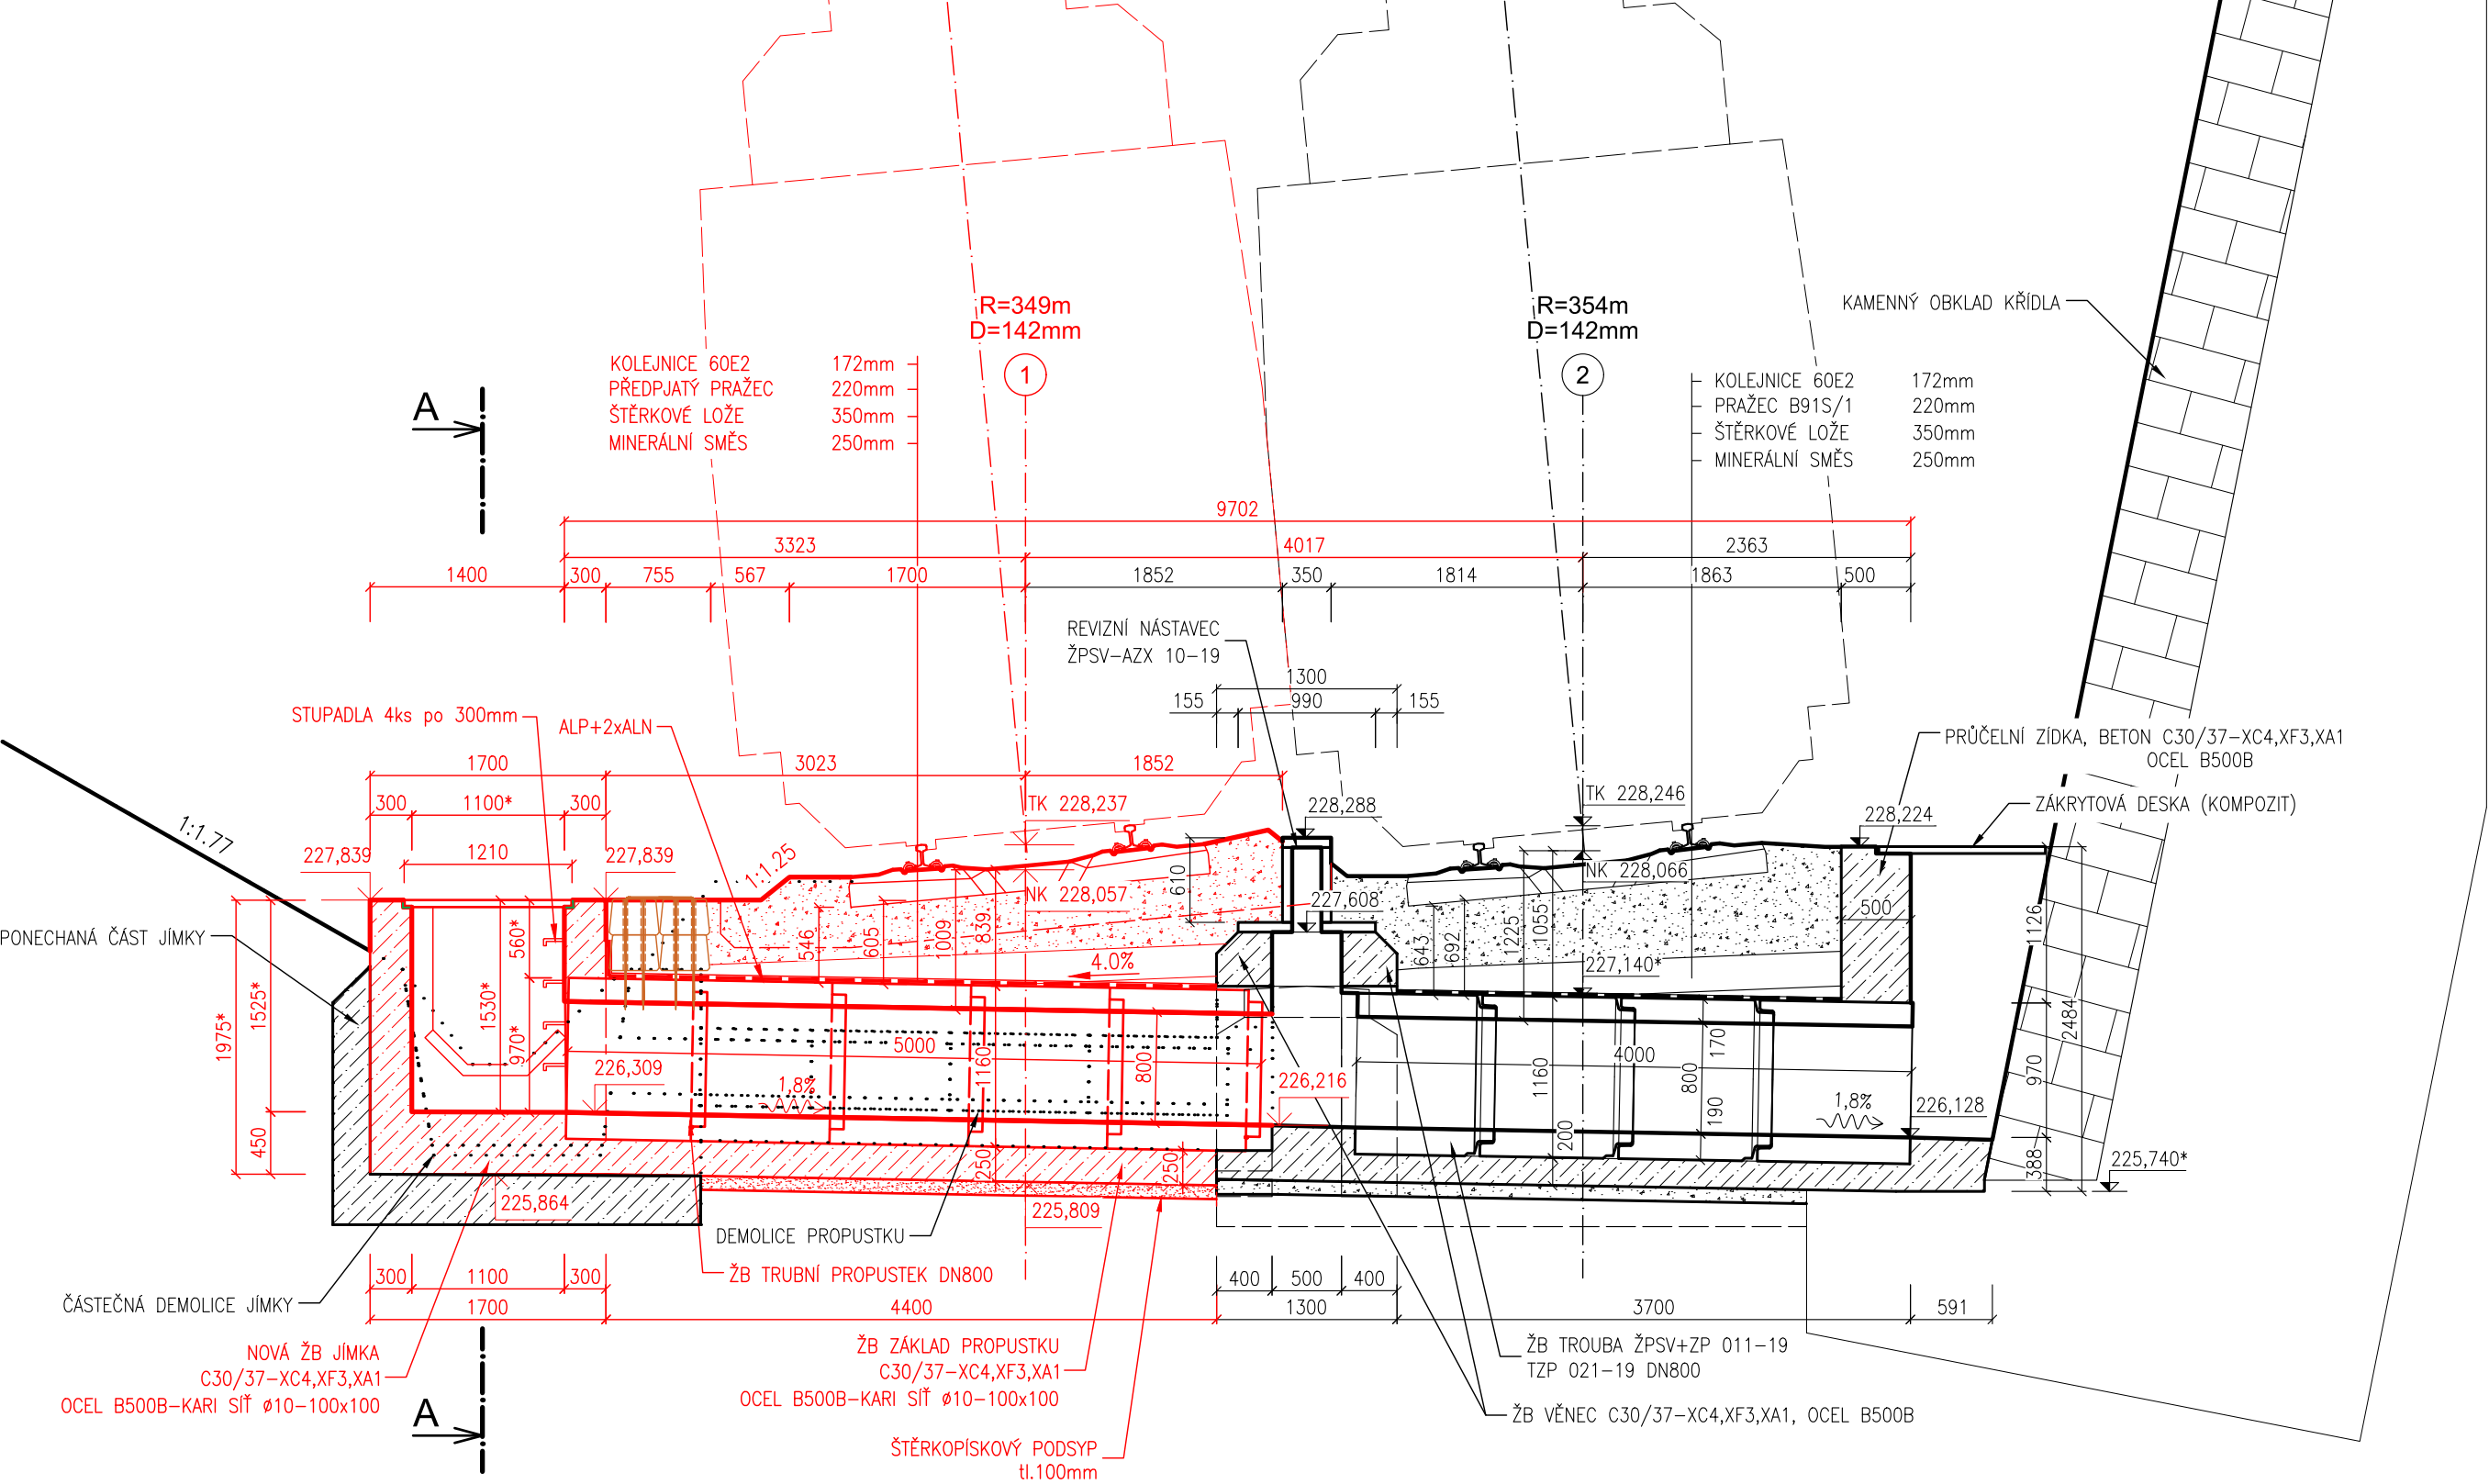 R=349m
D=142mm
1
R=354m
D=142mm
2
KAMENNÝ OBKLAD KŘÍDLA
KOLEJNICE 60E2 172mm
PŘEDPJATÝ PRAŽEC 220mm
ŠTĚRKOVÉ LOŽE 350mm
MINERÁLNÍ SMĚS 250mm
KOLEJNICE 60E2 172mm
PRAŽEC B91S/1 220mm
ŠTĚRKOVÉ LOŽE 350mm
MINERÁLNÍ SMĚS 250mm
A
9702
3323 4017 2363
1400 300 755 567 1700 1852 350 1814 1863 500
REVIZNÍ NÁSTAVEC
ŽPSV-AZX 10-19
1300
155 990 155
STUPADLA 4ks po 300mm
ALP+2xALN
PRŮČELNÍ ZÍDKA, BETON C30/37-XC4,XF3,XA1
OCEL B500B
1700 3023 1852
300 1100* 300
TK 228,237
228,288
TK 228,246
228,224
ZÁKRYTOVÁ DESKA (KOMPOZIT)
1:1.77
227,839 1210 227,839
1:1.25
NK 228,057
610
227,608
NK 228,066
500
1126
PONECHANÁ ČÁST JÍMKY
1975*
1525*
450
1530*
560*
970*
546
605
1009
839
4.0%
643
692
1225
1055
227,140*
2484
970
388
5000
226,309
1,8%
1160
800
226,216
4000
1160
170
800
190
200
1,8%
226,128
225,740*
250
250
225,864
225,809
DEMOLICE PROPUSTKU
ŽB TRUBNÍ PROPUSTEK DN800
300 1100 300
400 500 400
ČÁSTEČNÁ DEMOLICE JÍMKY
1700 4400 1300 3700 591
NOVÁ ŽB JÍMKA
C30/37-XC4,XF3,XA1
OCEL B500B-KARI SÍŤ ø10-100x100
ŽB ZÁKLAD PROPUSTKU
C30/37-XC4,XF3,XA1
OCEL B500B-KARI SÍŤ ø10-100x100
ŽB TROUBA ŽPSV+ZP 011-19
TZP 021-19 DN800
ŽB VĚNEC C30/37-XC4,XF3,XA1, OCEL B500B
A
ŠTĚRKOPÍSKOVÝ PODSYP
tl.100mm